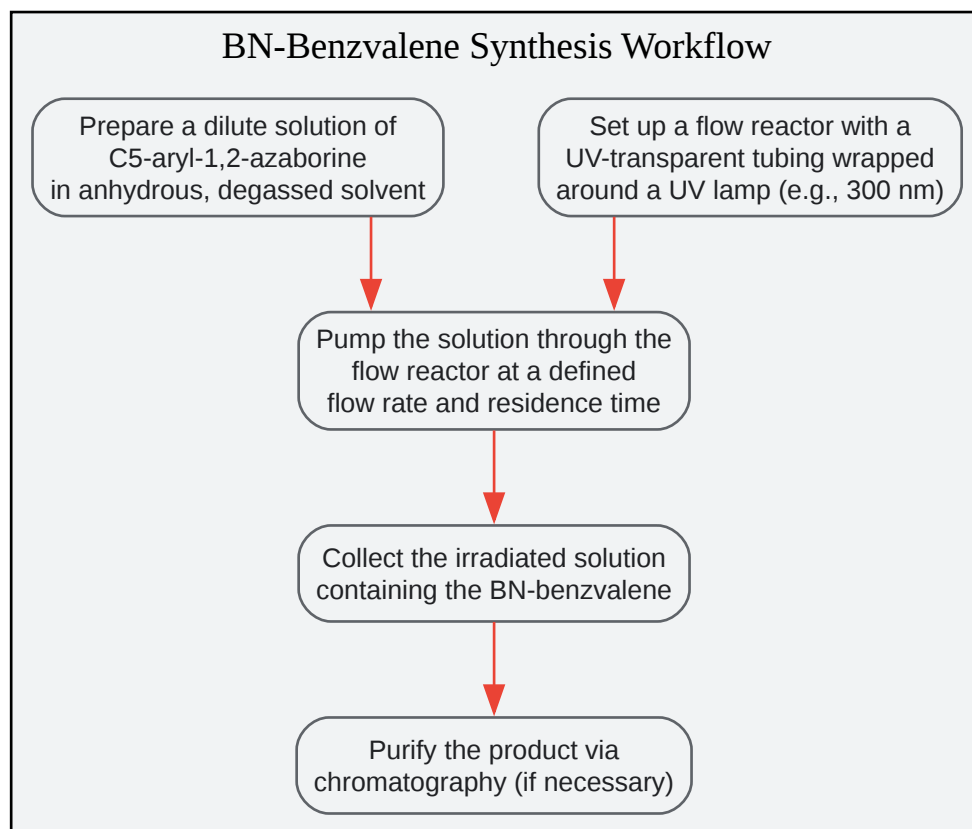 BN-Benzvalene Synthesis Workflow
Prepare a dilute solution of
C5-aryl-1,2-azaborine
in anhydrous, degassed solvent
Set up a flow reactor with a
UV-transparent tubing wrapped
around a UV lamp (e.g., 300 nm)
Pump the solution through the
flow reactor at a defined
flow rate and residence time
Collect the irradiated solution
containing the BN-benzvalene
Purify the product via
chromatography (if necessary)